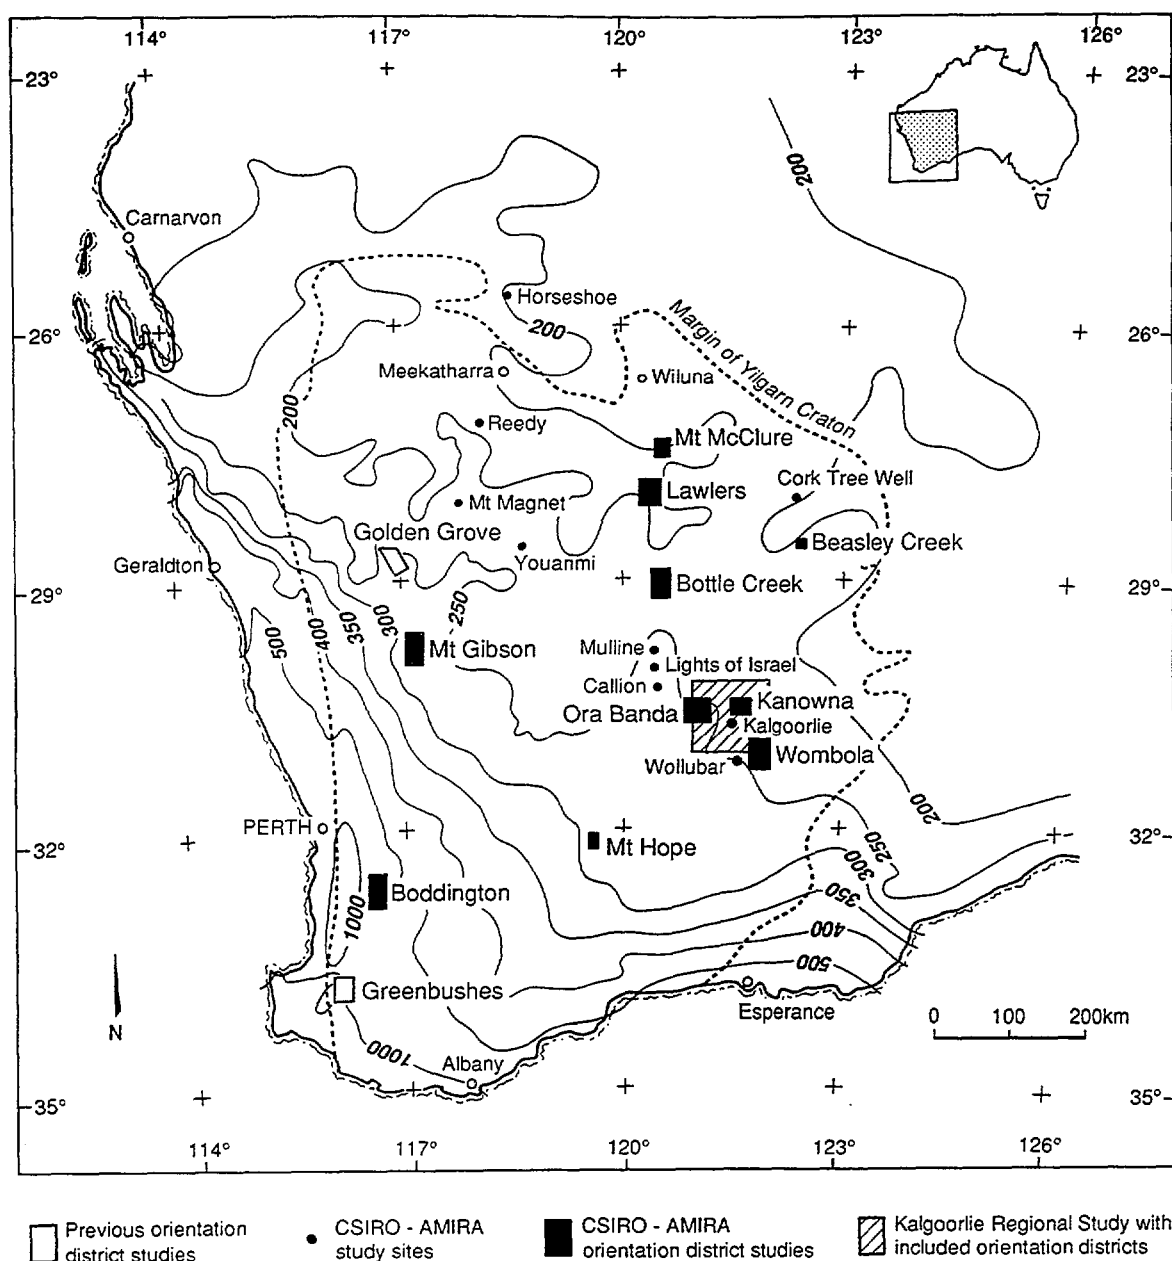 114° 117° 120° 123° 126°
23° 23°
200
Carnarvon
Horseshoe
200
26° 26°
Margin of Yilgarn Craton
Meekatharra
Wiluna
200
Reedy
Mt McClure
Cork Tree Well
Lawlers
Mt Magnet
Golden Grove
Beasley Creek
Youanmi
Geraldton
Bottle Creek
29° 29°
250
500 400 350 300
Mt Gibson
Mulline
Lights of Israel
Callion
Kanowna
Ora Banda
Kalgoorlie
Wombola
Wollubar
200
PERTH
32° 32°
Mt Hope
250
300
350
Boddington
1000
400
500
Greenbushes
Esperance
0 100 200km
N
1000
Albany
35° 35°
114° 117° 120° 123° 126°
Previous orientation
district studies
CSIRO - AMIRA
study sites
CSIRO - AMIRA
orientation district studies
Kalgoorlie Regional Study with
included orientation districts